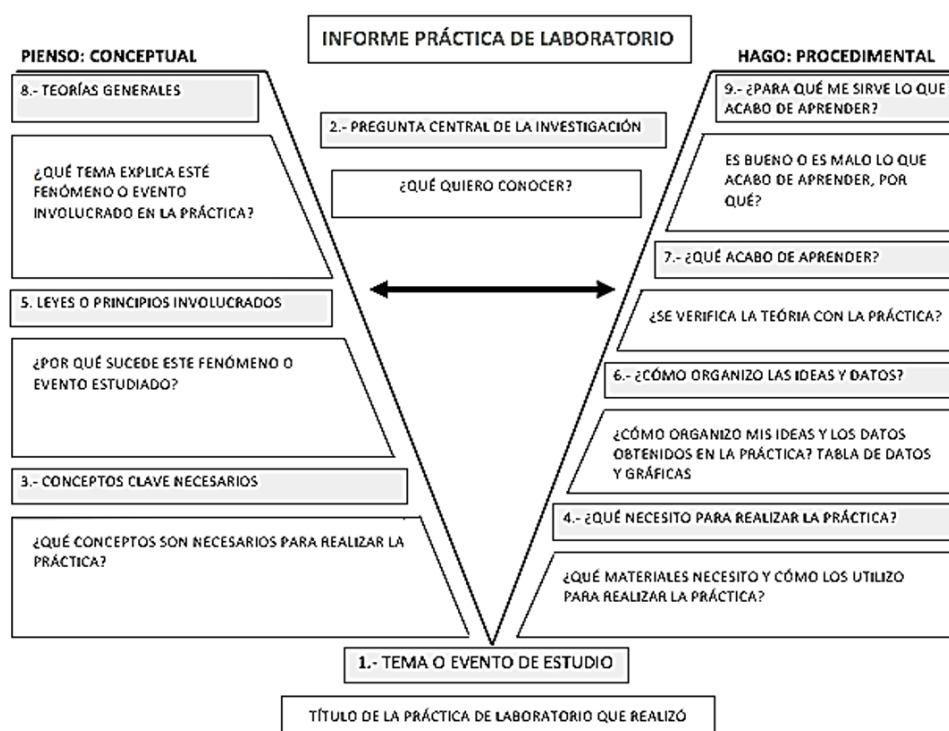 INFORME PRÁCTICA DE LABORATORIO
PIENSO: CONCEPTUAL
8.- TEORÍAS GENERALES
¿QUÉ TEMA EXPLICA ESTÉ
FENÓMENO O EVENTO
INVOLUCRADO EN LA PRÁCTICA?
5. LEYES O PRINCIPIOS INVOLUCRADOS
¿POR QUÉ SUCEDE ESTE FENÓMENO O
EVENTO ESTUDIADO?
3.- CONCEPTOS CLAVE NECESARIOS
¿QUÉ CONCEPTOS SON NECESARIOS PARA REALIZAR LA
PRÁCTICA?
2.- PREGUNTA CENTRAL DE LA INVESTIGACIÓN
¿QUÉ QUIERO CONOCER?
HAGO: PROCEDIMENTAL
9.- ¿PARA QUÉ ME SIRVE LO QUE
ACABO DE APRENDER?
ES BUENO O ES MALO LO QUE
ACABO DE APRENDER, POR
QUÉ?
7.- ¿QUÉ ACABO DE APRENDER?
¿SE VERIFICA LA TEÓRIA CON LA PRÁCTICA?
6.- ¿CÓMO ORGANIZO LAS IDEAS Y DATOS?
¿CÓMO ORGANIZO MIS IDEAS Y LOS DATOS
OBTENIDOS EN LA PRÁCTICA? TABLA DE DATOS
Y GRÁFICAS
4.- ¿QUÉ NECESITO PARA REALIZAR LA PRÁCTICA?
¿QUÉ MATERIALES NECESITO Y CÓMO LOS UTILIZO
PARA REALIZAR LA PRÁCTICA?
1.- TEMA O EVENTO DE ESTUDIO
TÍTULO DE LA PRÁCTICA DE LABORATORIO QUE REALIZÓ